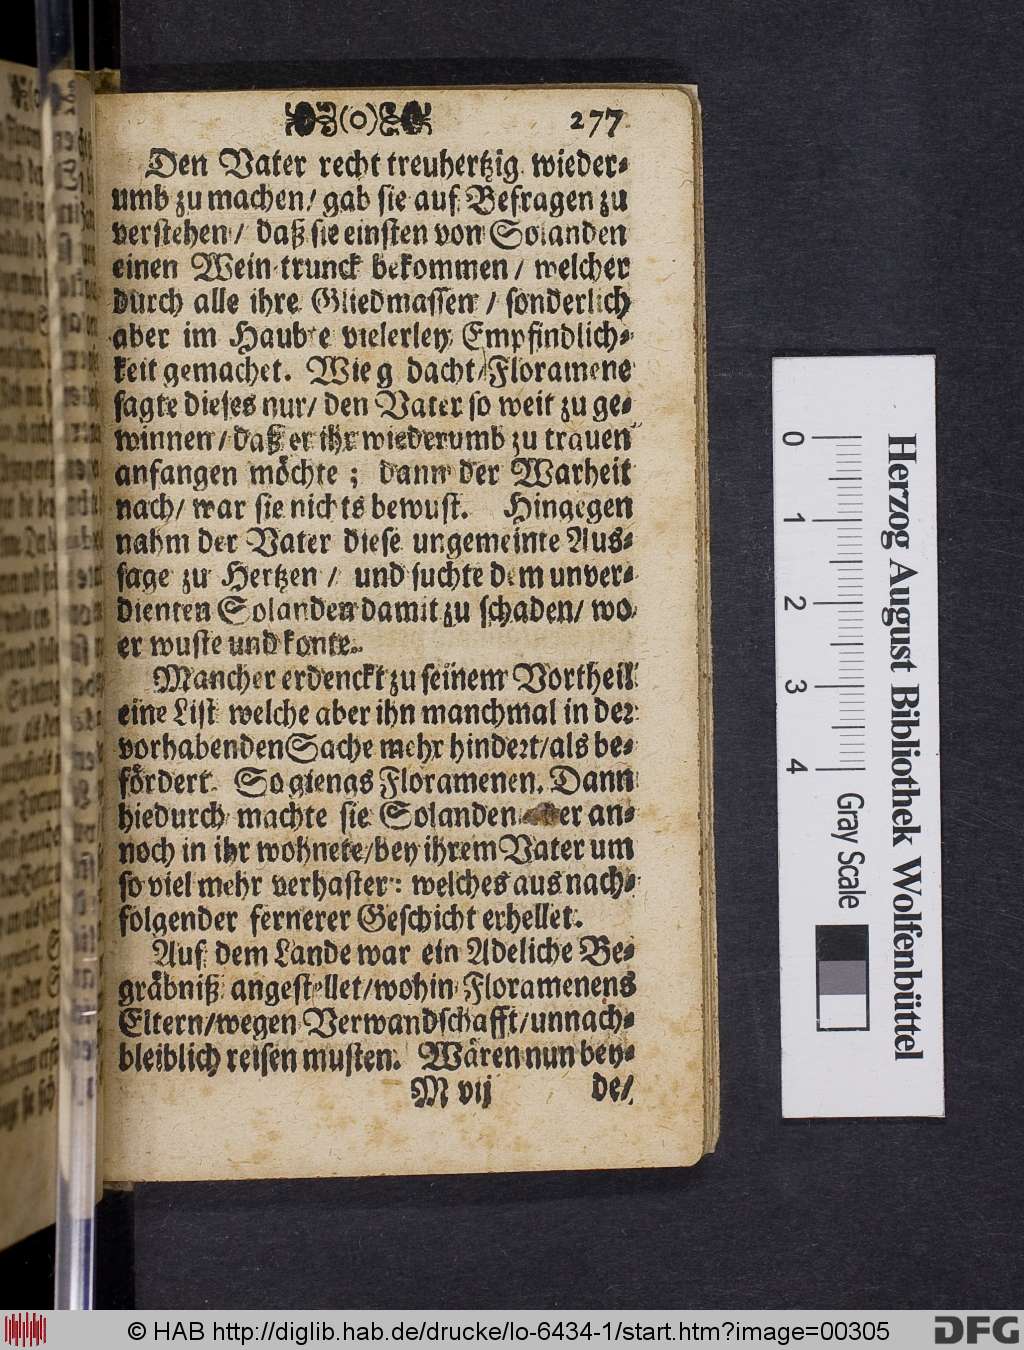 (o) 277
Den Vater recht treuhertzig wieder⸗
umb zu machen / gab sie auf Befragen zu
verstehen / daß sie einsten von Solanden
einen Wein trunck bekommen / welcher
durch alle ihre Gliedmassen / sonderlich
aber im Haubte vielerley Empfindlich⸗
keit gemachet. Wie g dacht / Floramene
sagte dieses nur / den Vater so weit zu ge⸗
winnen / daß er ihr wiederumb zu trauen
anfangen möchte ; dann der Warheit
nach / war sie nichts bewust. Hingegen
nahm der Vater diese ungemeinte Aus⸗
sage zu Hertzen / und suchte dem unver⸗
dienten Solanden damit zu schaden / wo
er wuste und konte.
Mancher erdenckt zu seinem Vortheil
eine List welche aber ihn manchmal in der
vorhabenden Sache mehr hindert / als be⸗
fördert. So giengs Floramenen. Dann
hiedurch machte sie Solanden der an⸗
noch in ihr wohnete / bey ihrem Vater um
so viel mehr verhaster : welches aus nach⸗
folgender fernerer Geschicht erhellet.
Auf dem Lande war ein Adeliche Be⸗
gräbniß angestellet / wohin Floramenens
Eltern / wegen Verwandschafft / unnach⸗
bleiblich reisen musten. Wären nun bey⸗
M vij de /
0 1 2 3 4
Gray Scale
Herzog August Bibliothek Wolfenbüttel
© HAB http://diglib.hab.de/drucke/lo-6434-1/start.htm?image=00305
DFG